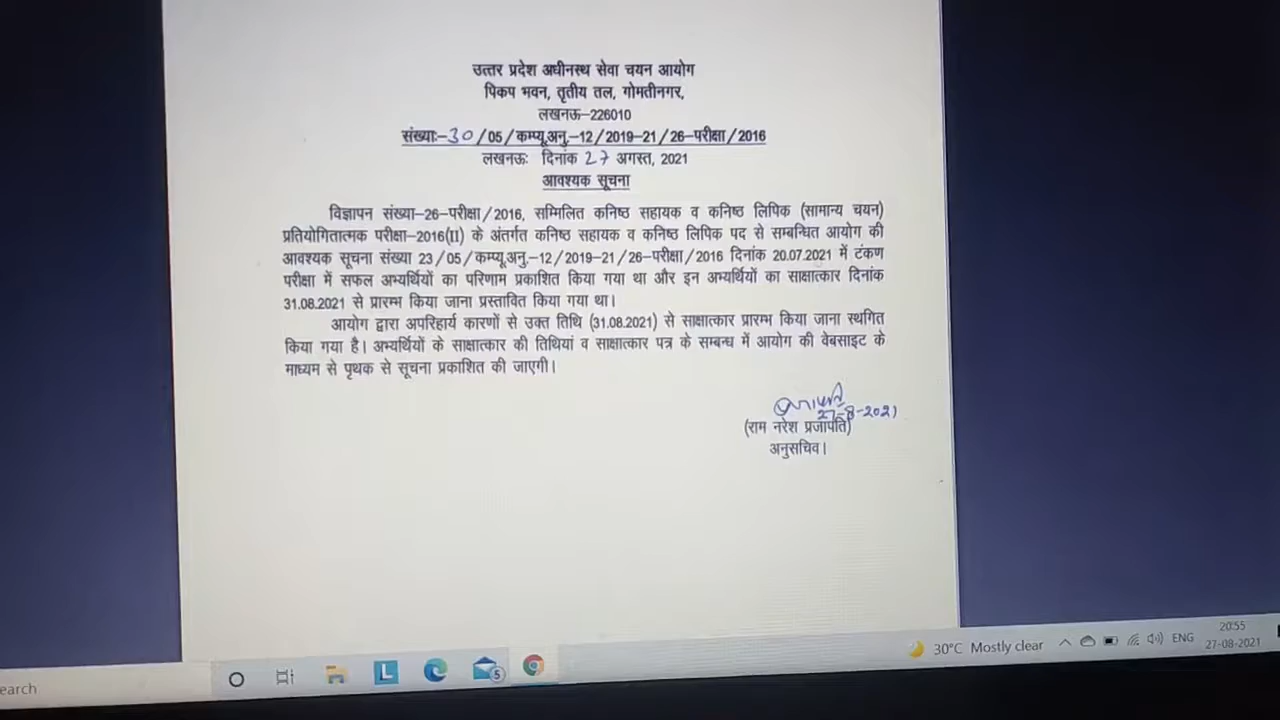 उत्तर प्रदेश अधीनस्थ सेवा चयन आयोग
पिकप भवन, तृतीय तल, गोमतीनगर,
लखनऊ–226010
संख्याः–30/05/कम्प्यू.अनु.–12/2019–21/26–परीक्षा/2016
लखनऊः दिनांक 27 अगस्त, 2021
आवश्यक सूचना
विज्ञापन संख्या–26–परीक्षा/2016, सम्मिलित कनिष्ठ सहायक व कनिष्ठ लिपिक (सामान्य चयन)
प्रतियोगितात्मक परीक्षा–2016(II) के अंतर्गत कनिष्ठ सहायक व कनिष्ठ लिपिक पद से सम्बन्धित आयोग की
आवश्यक सूचना संख्या 23/05/कम्प्यू.अनु.–12/2019–21/26–परीक्षा/2016 दिनांक 20.07.2021 में टंकण
परीक्षा में सफल अभ्यर्थियों का परिणाम प्रकाशित किया गया था और इन अभ्यर्थियों का साक्षात्कार दिनांक
31.08.2021 से प्रारम्भ किया जाना प्रस्तावित किया गया था।
आयोग द्वारा अपरिहार्य कारणों से उक्त तिथि (31.08.2021) से साक्षात्कार प्रारम्भ किया जाना स्थगित
किया गया है। अभ्यर्थियों के साक्षात्कार की तिथियां व साक्षात्कार पत्र के सम्बन्ध में आयोग की वेबसाइट के
माध्यम से पृथक से सूचना प्रकाशित की जाएगी।
27-8-2021
(राम नरेश प्रजापति)
अनुसचिव।
earch
L
5
30°C Mostly clear
ENG
20:55
27-08-2021